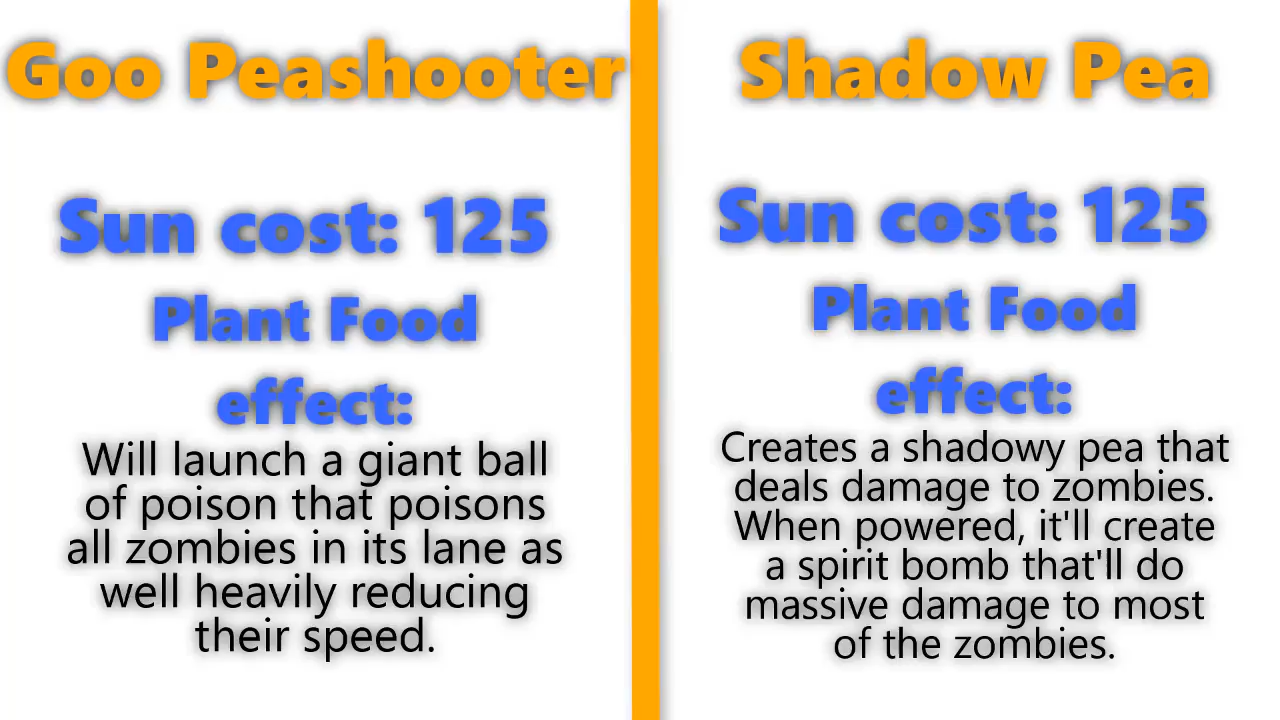 Goo Peashooter
Sun cost: 125
Plant Food
effect:
Will launch a giant ball
of poison that poisons
all zombies in its lane as
well heavily reducing
their speed.
Shadow Pea
Sun cost: 125
Plant Food
effect:
Creates a shadowy pea that
deals damage to zombies.
When powered, it'll create
a spirit bomb that'll do
massive damage to most
of the zombies.